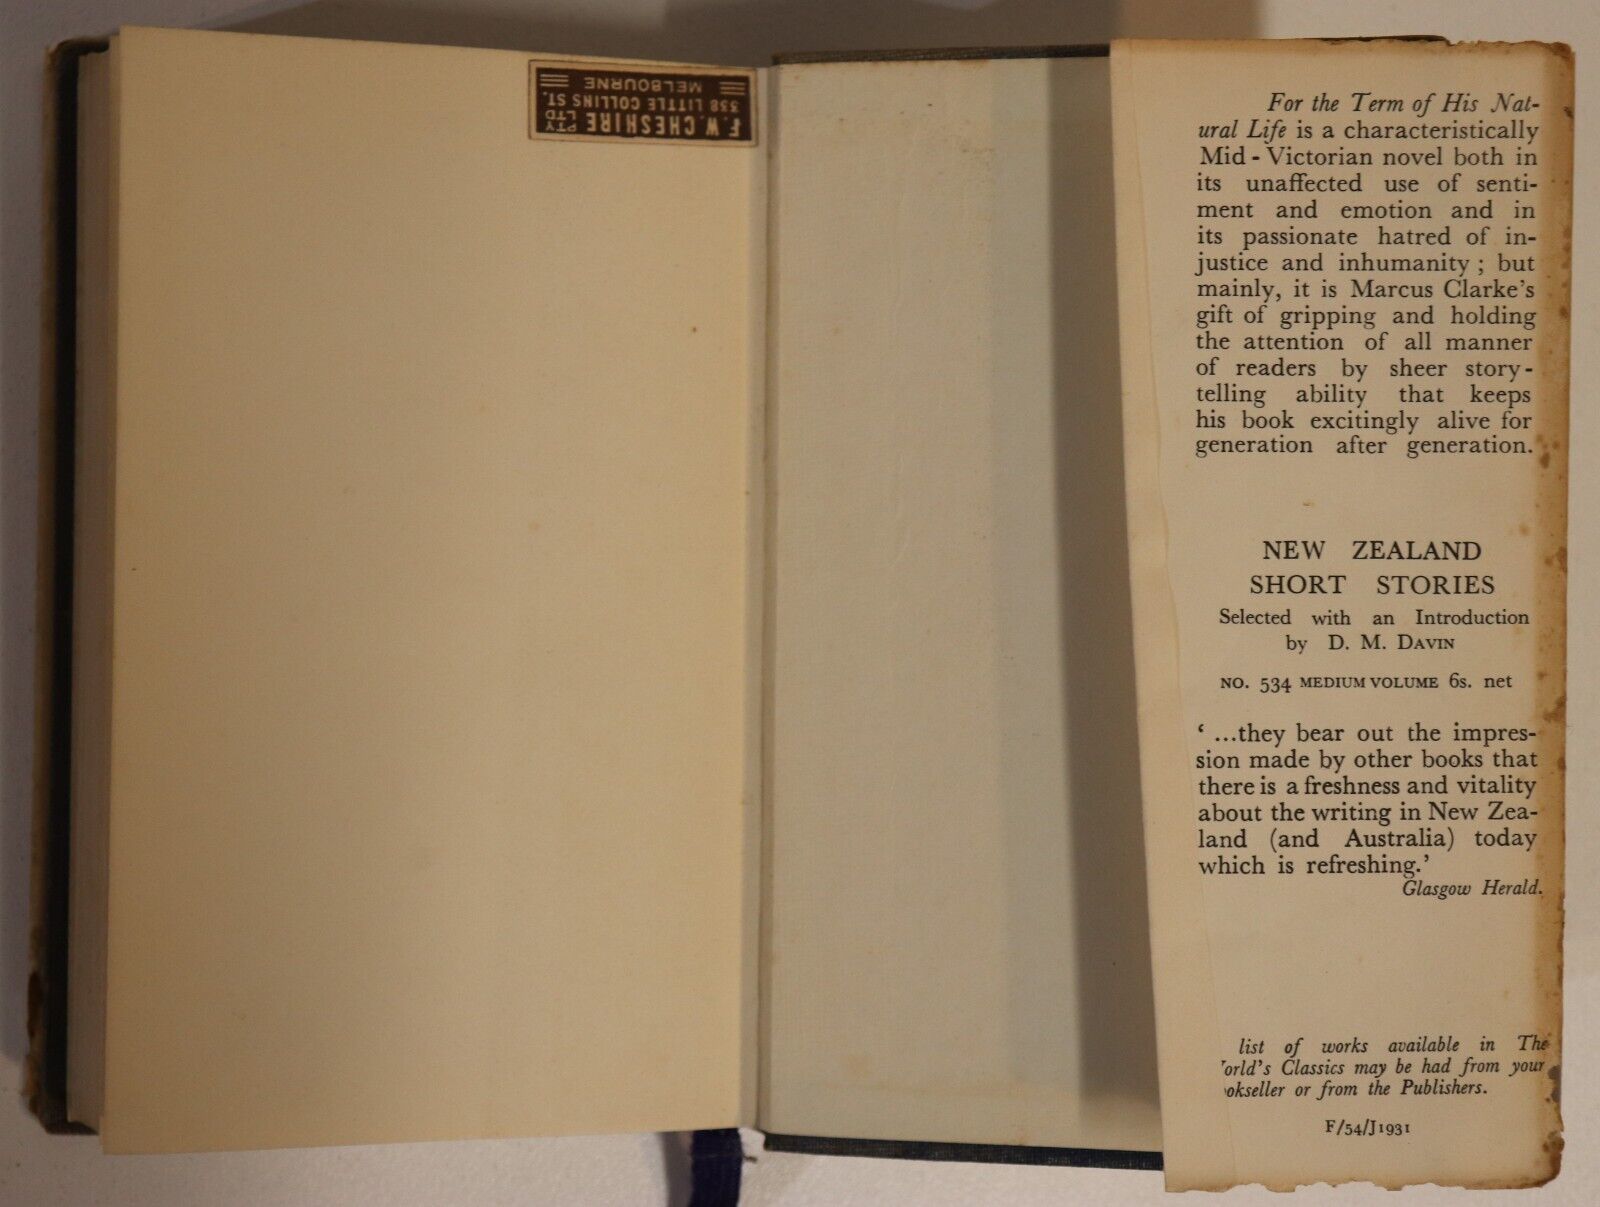 F. W. CHESHIRE PTY LTD
338 LITTLE COLLINS ST.
MELBOURNE
For the Term of His Nat-
ural Life is a characteristically
Mid-Victorian novel both in
its unaffected use of senti-
ment and emotion and in
its passionate hatred of in-
justice and inhumanity; but
mainly, it is Marcus Clarke's
gift of gripping and holding
the attention of all manner
of readers by sheer story-
telling ability that keeps
his book excitingly alive for
generation after generation.
NEW ZEALAND
SHORT STORIES
Selected with an Introduction
by D. M. DAVIN
NO. 534 MEDIUM VOLUME 6s. net
'...they bear out the impres-
sion made by other books that
there is a freshness and vitality
about the writing in New Zea-
land (and Australia) today
which is refreshing.'
Glasgow Herald.
list of works available in The
orld's Classics may be had from your
okseller or from the Publishers.
F/54/J1931